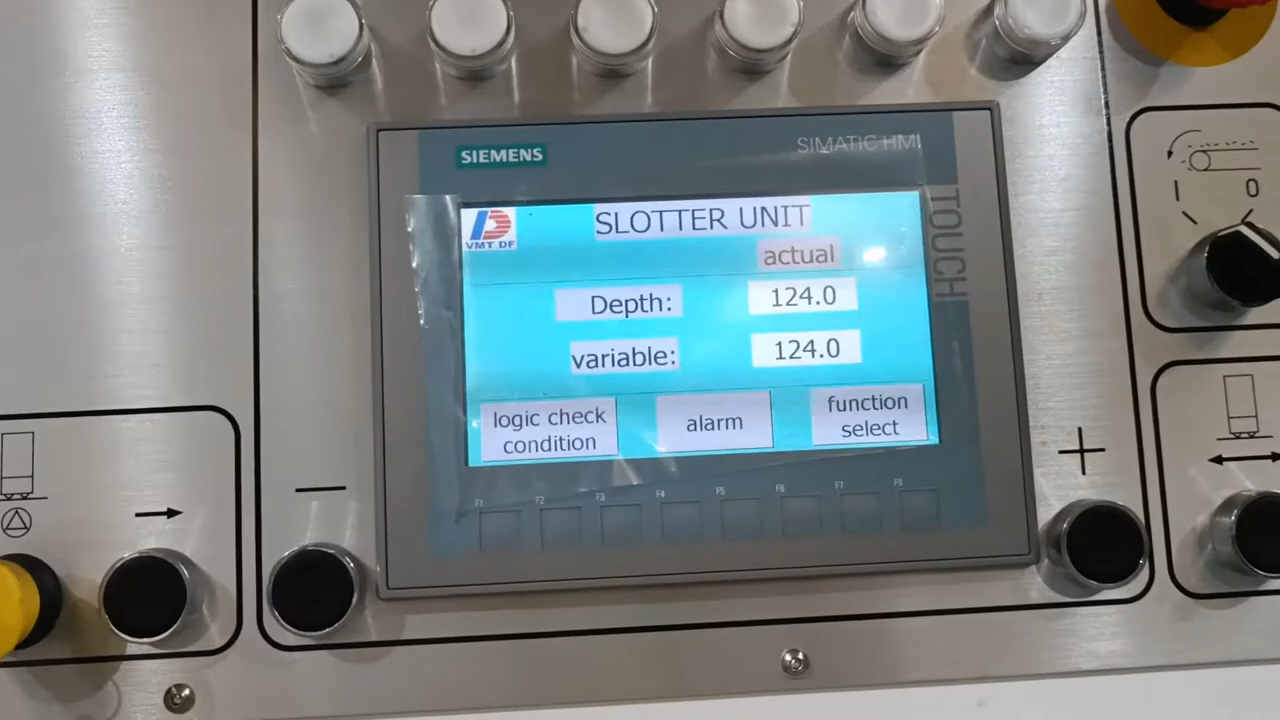 SIEMENS
SIMATIC HMI
TOUCH
VMT.DF
SLOTTER UNIT
actual
Depth: 124.0
variable: 124.0
logic check
condition
alarm
function
select
F1 F2 F3 F4 F5 F6 F7 F8
− +
I 0